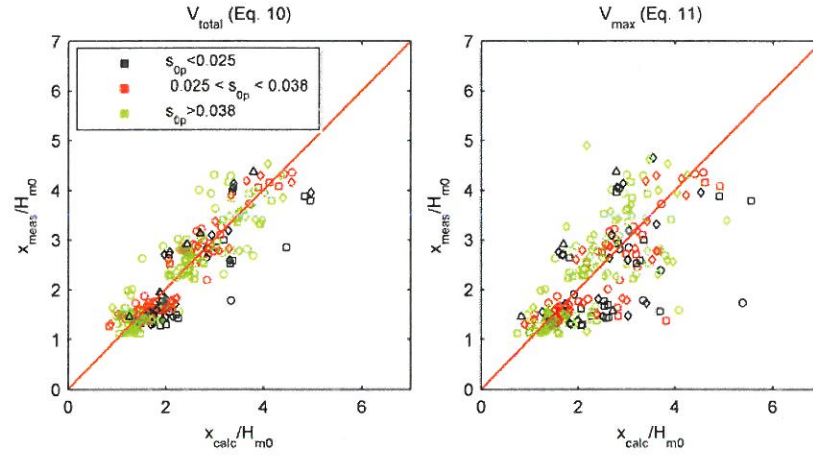 V_total (Eq. 10)
V_max (Eq. 11)
s_0p<0.025
0.025 < s_0p < 0.038
s_0p>0.038
7
6
5
4
3
2
1
0
x_meas/H_m0
0 2 4 6
x_calc/H_m0
7
6
5
4
3
2
1
0
x_meas/H_m0
0 2 4 6
x_calc/H_m0